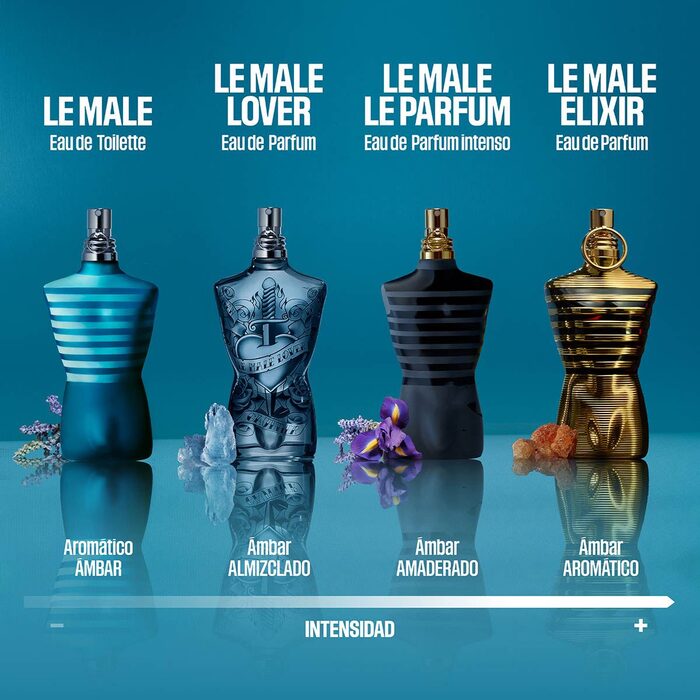 LE MALE
Eau de Toilette
LE MALE
LOVER
Eau de Parfum
LE MALE
LE PARFUM
Eau de Parfum intenso
LE MALE
ELIXIR
Eau de Parfum
Aromático
ÁMBAR
Ámbar
ALMIZCLADO
Ámbar
AMADERADO
Ámbar
AROMÁTICO
-
+
INTENSIDAD